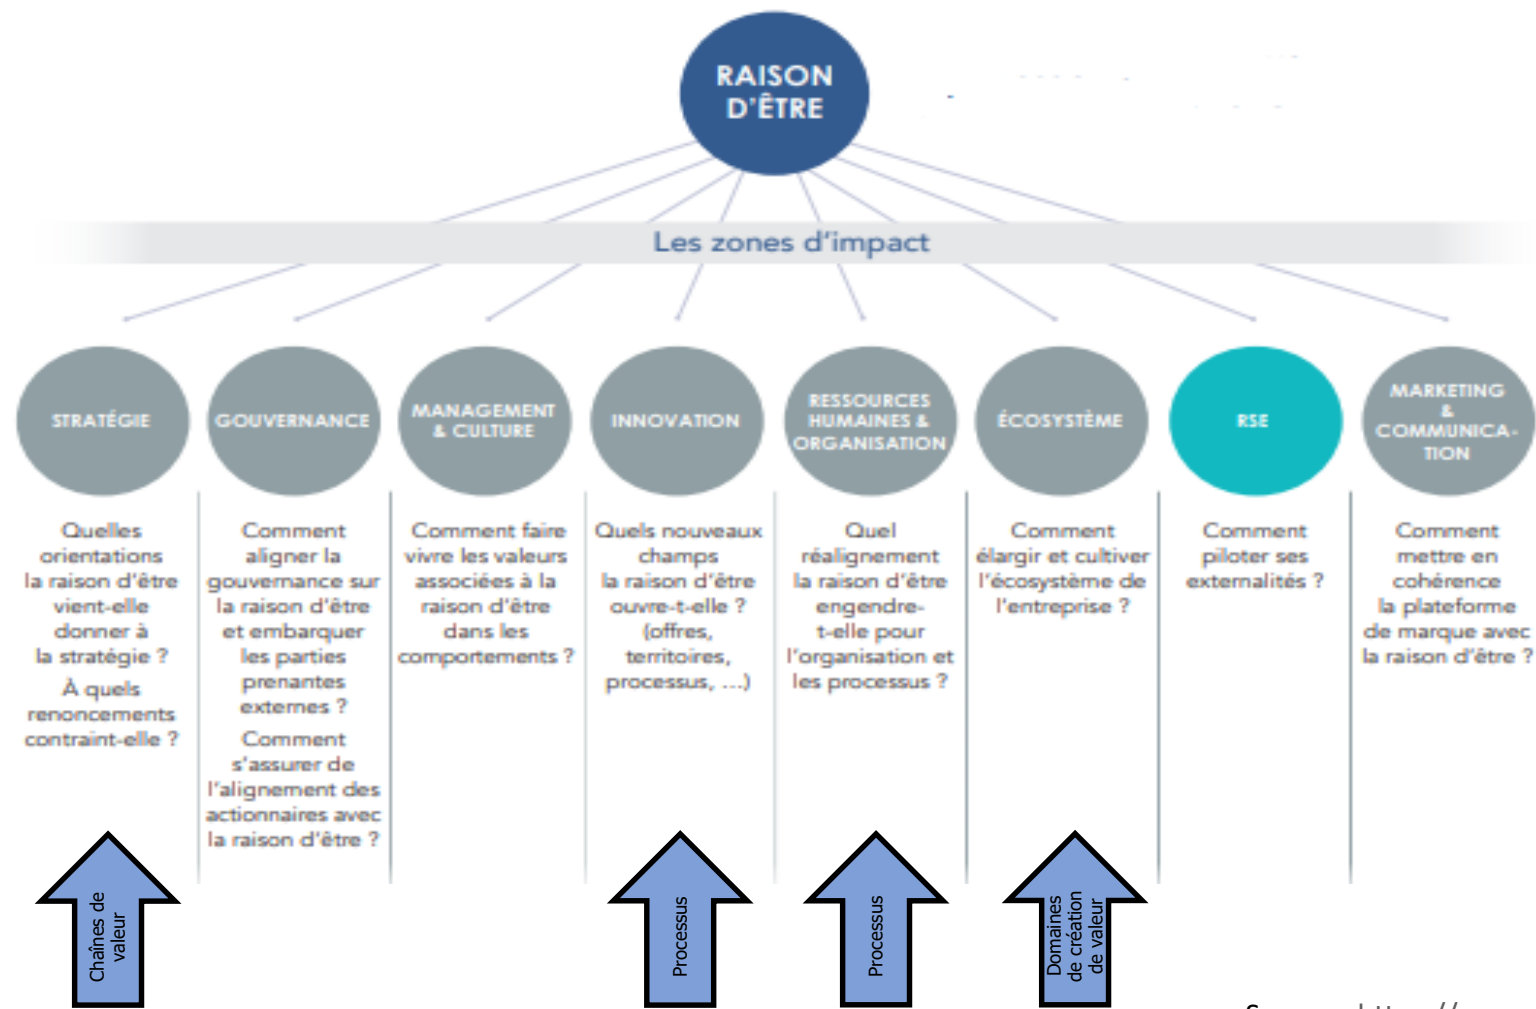 RAISON
D'ÊTRE
Les zones d'impact
STRATÉGIE
Quelles
orientations
la raison d'être
vient-elle
donner à
la stratégie ?
À quels
renoncements
contraint-elle ?
GOUVERNANCE
Comment
aligner la
gouvernance sur
la raison d'être
et embarquer
les parties
prenantes
externes ?
Comment
s'assurer de
l'alignement des
actionnaires avec
la raison d'être ?
MANAGEMENT
& CULTURE
Comment faire
vivre les valeurs
associées à la
raison d'être
dans les
comportements ?
INNOVATION
Quels nouveaux
champs
la raison d'être
ouvre-t-elle ?
(offres,
territoires,
processus, ...)
RESSOURCES
HUMAINES &
ORGANISATION
Quel
réalignement
la raison d'être
engendre-
t-elle pour
l'organisation et
les processus ?
ÉCOSYSTÈME
Comment
élargir et cultiver
l'écosystème de
l'entreprise ?
RSE
Comment
piloter ses
externalités ?
MARKETING
&
COMMUNICA-
TION
Comment
mettre en
cohérence
la plateforme
de marque avec
la raison d'être ?
Chaînes de
valeur
Processus
Processus
Domaines
de création
de valeur